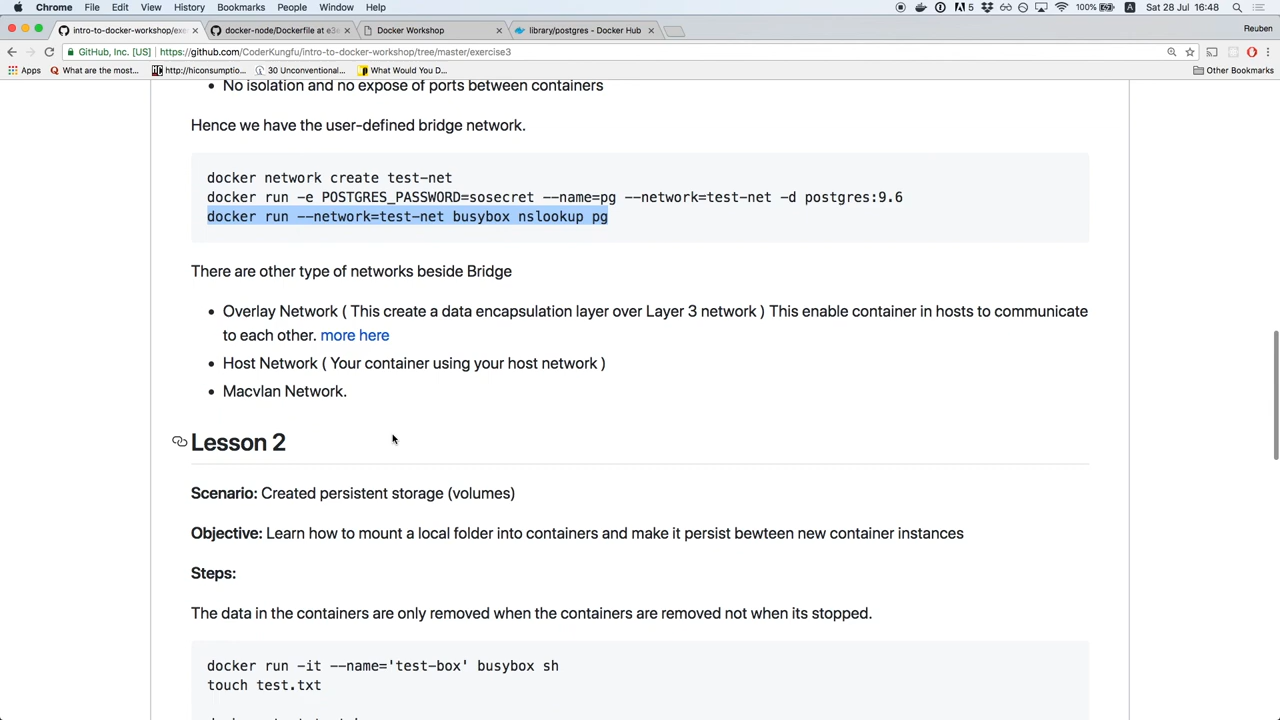 Chrome File Edit View History Bookmarks People Window Help 5 100% A Sat 28 Jul 16:48
intro-to-docker-workshop/exe × docker-node/Dockerfile at e3 × Docker Workshop × library/postgres - Docker Hub × Reuben
GitHub, Inc. [US] https://github.com/CoderKungfu/intro-to-docker-workshop/tree/master/exercise3
Apps What are the most... http://hiconsumptio... 30 Unconventional... What Would You D... Other Bookmarks
• No isolation and no expose of ports between containers
Hence we have the user-defined bridge network.
docker network create test-net
docker run -e POSTGRES_PASSWORD=sosecret --name=pg --network=test-net -d postgres:9.6
docker run --network=test-net busybox nslookup pg
There are other type of networks beside Bridge
• Overlay Network ( This create a data encapsulation layer over Layer 3 network ) This enable container in hosts to communicate
to each other. more here
• Host Network ( Your container using your host network )
• Macvlan Network.
Lesson 2
Scenario: Created persistent storage (volumes)
Objective: Learn how to mount a local folder into containers and make it persist bewteen new container instances
Steps:
The data in the containers are only removed when the containers are removed not when its stopped.
docker run -it --name='test-box' busybox sh
touch test.txt